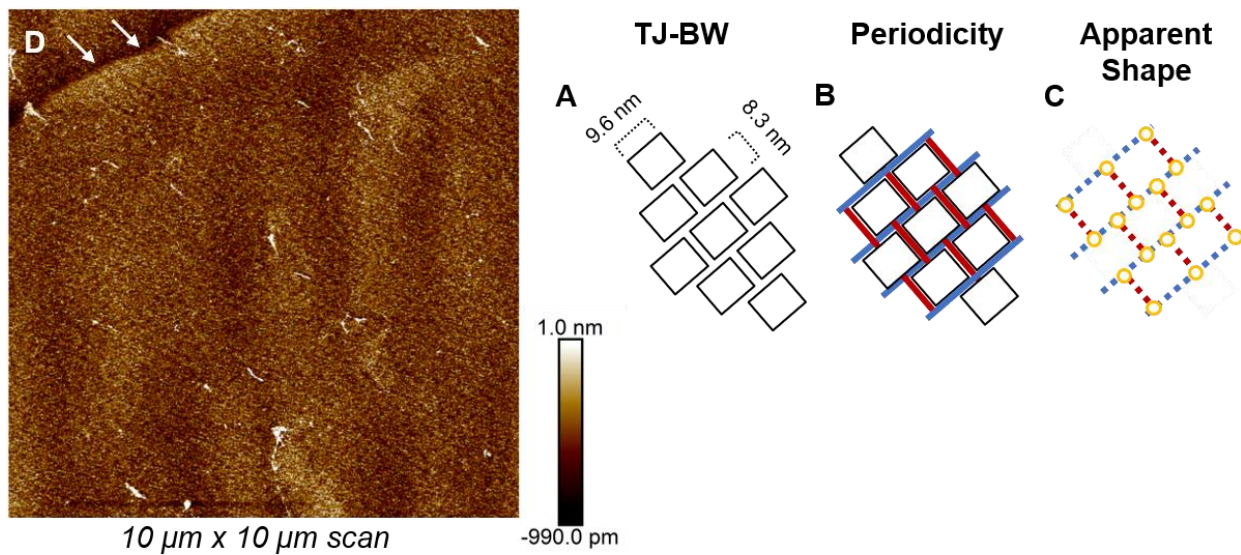 D
10 µm x 10 µm scan
1.0 nm
-990.0 pm
TJ-BW
A
9.6 nm
8.3 nm
Periodicity
B
Apparent
Shape
C